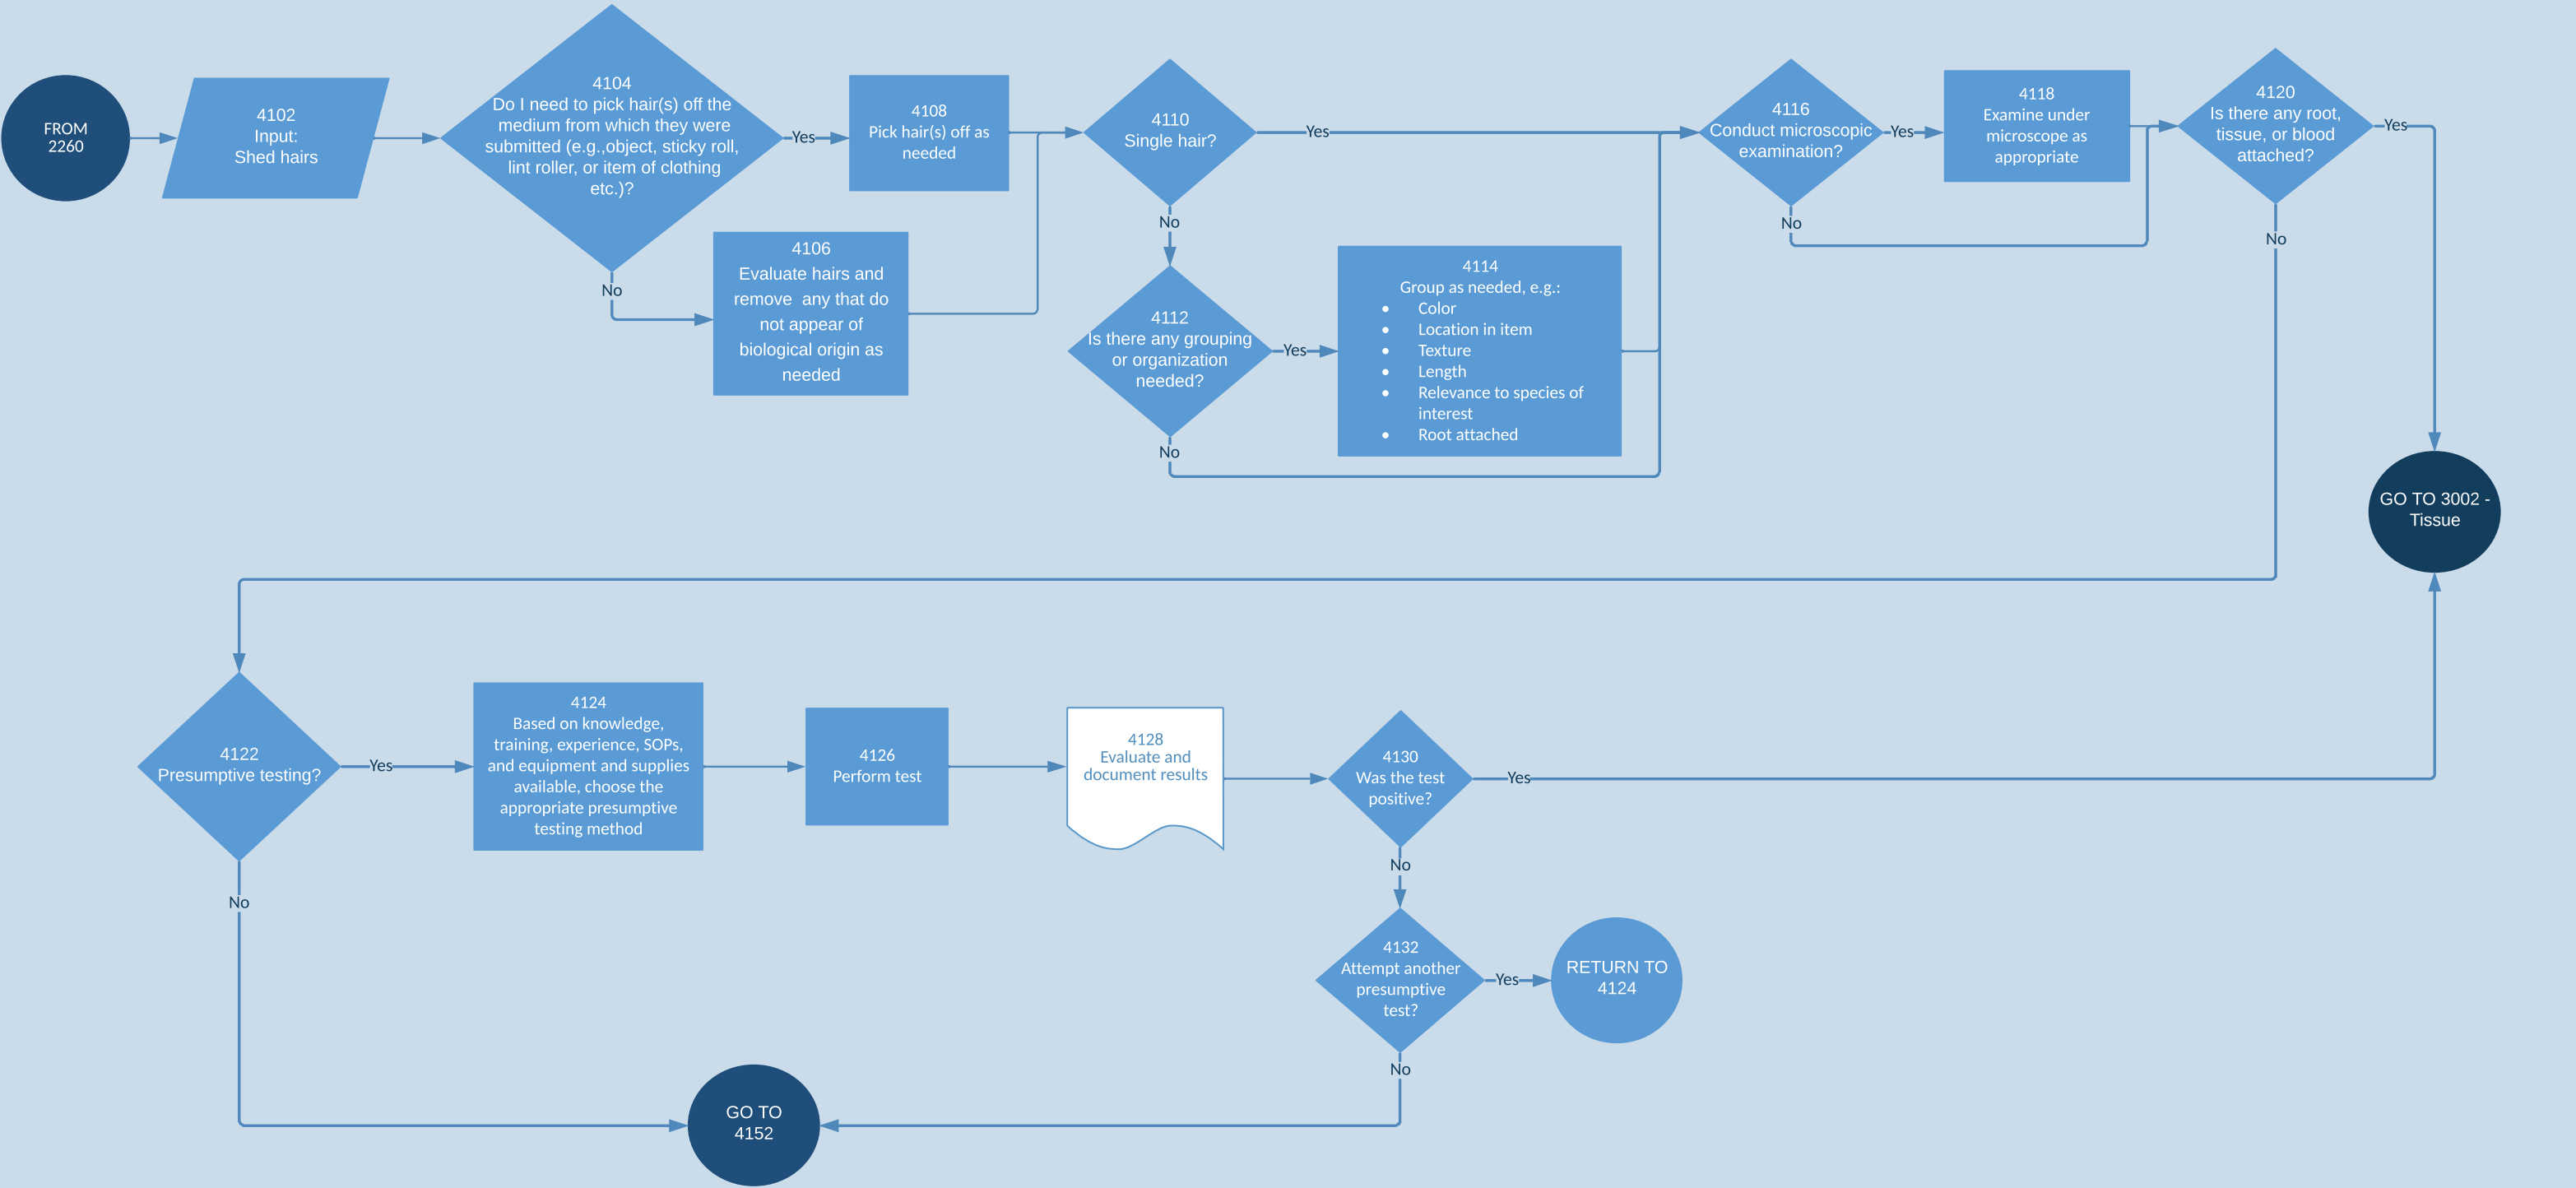 FROM
2260
4102
Input:
Shed hairs
4104
Do I need to pick hair(s) off the
medium from which they were
submitted (e.g.,object, sticky roll,
lint roller, or item of clothing
etc.)?
Yes
No
4108
Pick hair(s) off as
needed
4106
Evaluate hairs and
remove  any that do
not appear of
biological origin as
needed
4110
Single hair?
Yes
No
4112
Is there any grouping
or organization
needed?
Yes
No
4114
Group as needed, e.g.:
• Color
• Location in item
• Texture
• Length
• Relevance to species of
interest
• Root attached
4116
Conduct microscopic
examination?
Yes
No
4118
Examine under
microscope as
appropriate
4120
Is there any root,
tissue, or blood
attached?
Yes
No
GO TO 3002 -
Tissue
4122
Presumptive testing?
Yes
No
4124
Based on knowledge,
training, experience, SOPs,
and equipment and supplies
available, choose the
appropriate presumptive
testing method
4126
Perform test
4128
Evaluate and
document results
4130
Was the test
positive?
Yes
No
4132
Attempt another
presumptive
test?
Yes
No
RETURN TO
4124
GO TO
4152